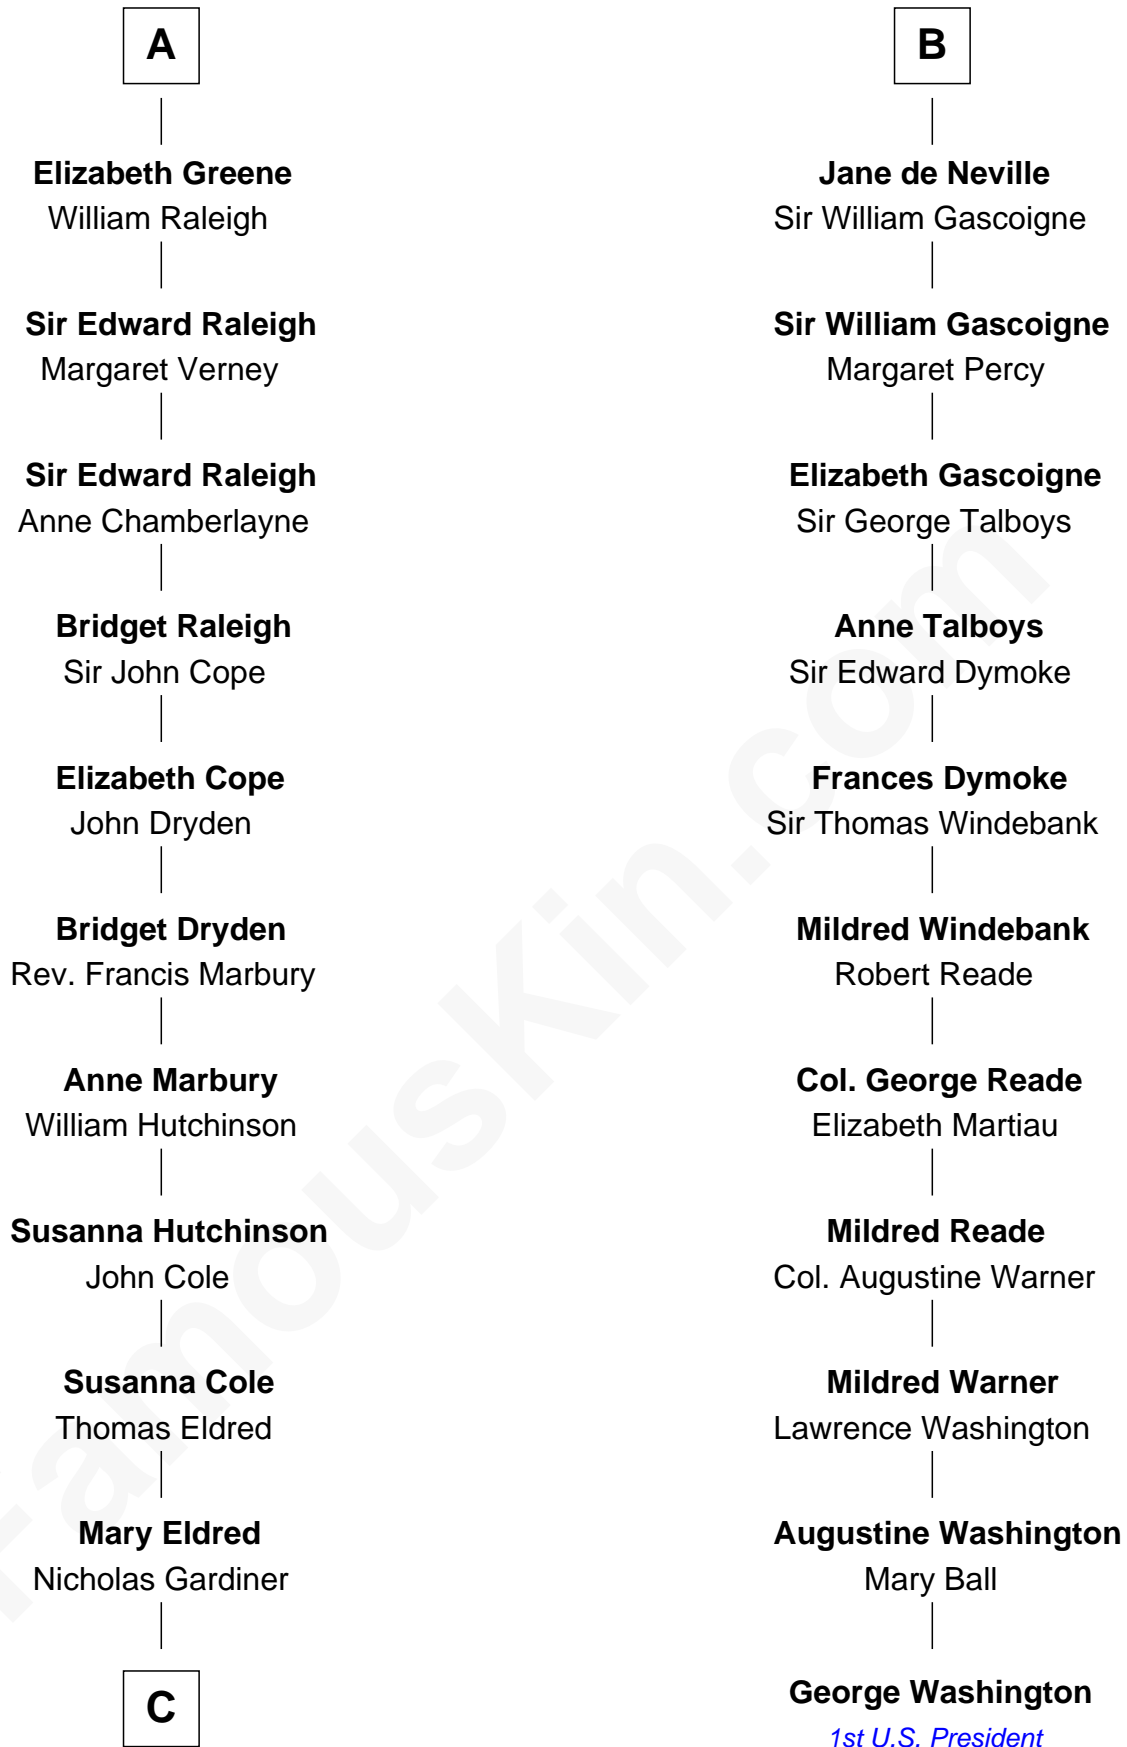 A
Elizabeth Greene
William Raleigh
Sir Edward Raleigh
Margaret Verney
Sir Edward Raleigh
Anne Chamberlayne
Bridget Raleigh
Sir John Cope
Elizabeth Cope
John Dryden
Bridget Dryden
Rev. Francis Marbury
Anne Marbury
William Hutchinson
Susanna Hutchinson
John Cole
Susanna Cole
Thomas Eldred
Mary Eldred
Nicholas Gardiner
C
B
Jane de Neville
Sir William Gascoigne
Sir William Gascoigne
Margaret Percy
Elizabeth Gascoigne
Sir George Talboys
Anne Talboys
Sir Edward Dymoke
Frances Dymoke
Sir Thomas Windebank
Mildred Windebank
Robert Reade
Col. George Reade
Elizabeth Martiau
Mildred Reade
Col. Augustine Warner
Mildred Warner
Lawrence Washington
Augustine Washington
Mary Ball
George Washington
1st U.S. President
FamousKin.com